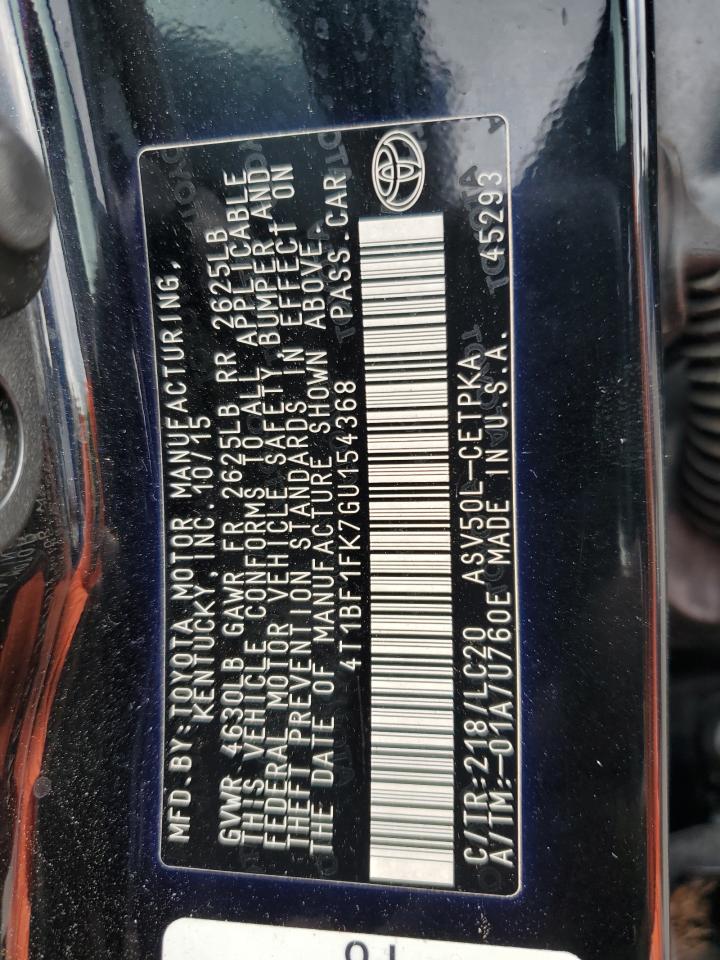 MFD.BY:TOYOTA MOTOR MANUFACTURING,
KENTUCKY, INC. 10/15
GVWR 4630LB GAWR FR 2625LB RR 2625LB
THIS VEHICLE CONFORMS TO ALL APPLICABLE
FEDERAL MOTOR VEHICLE SAFETY BUMPER AND
THEFT PREVENTION STANDARDS IN EFFECT ON
THE DATE OF MANUFACTURE SHOWN ABOVE.
4T1BF1FK7GU154368 PASS.CAR
C/TR:218/LC20 ASV50L-CETPKA
A/TM:-01A/U760E MADE IN U.S.A. 45293